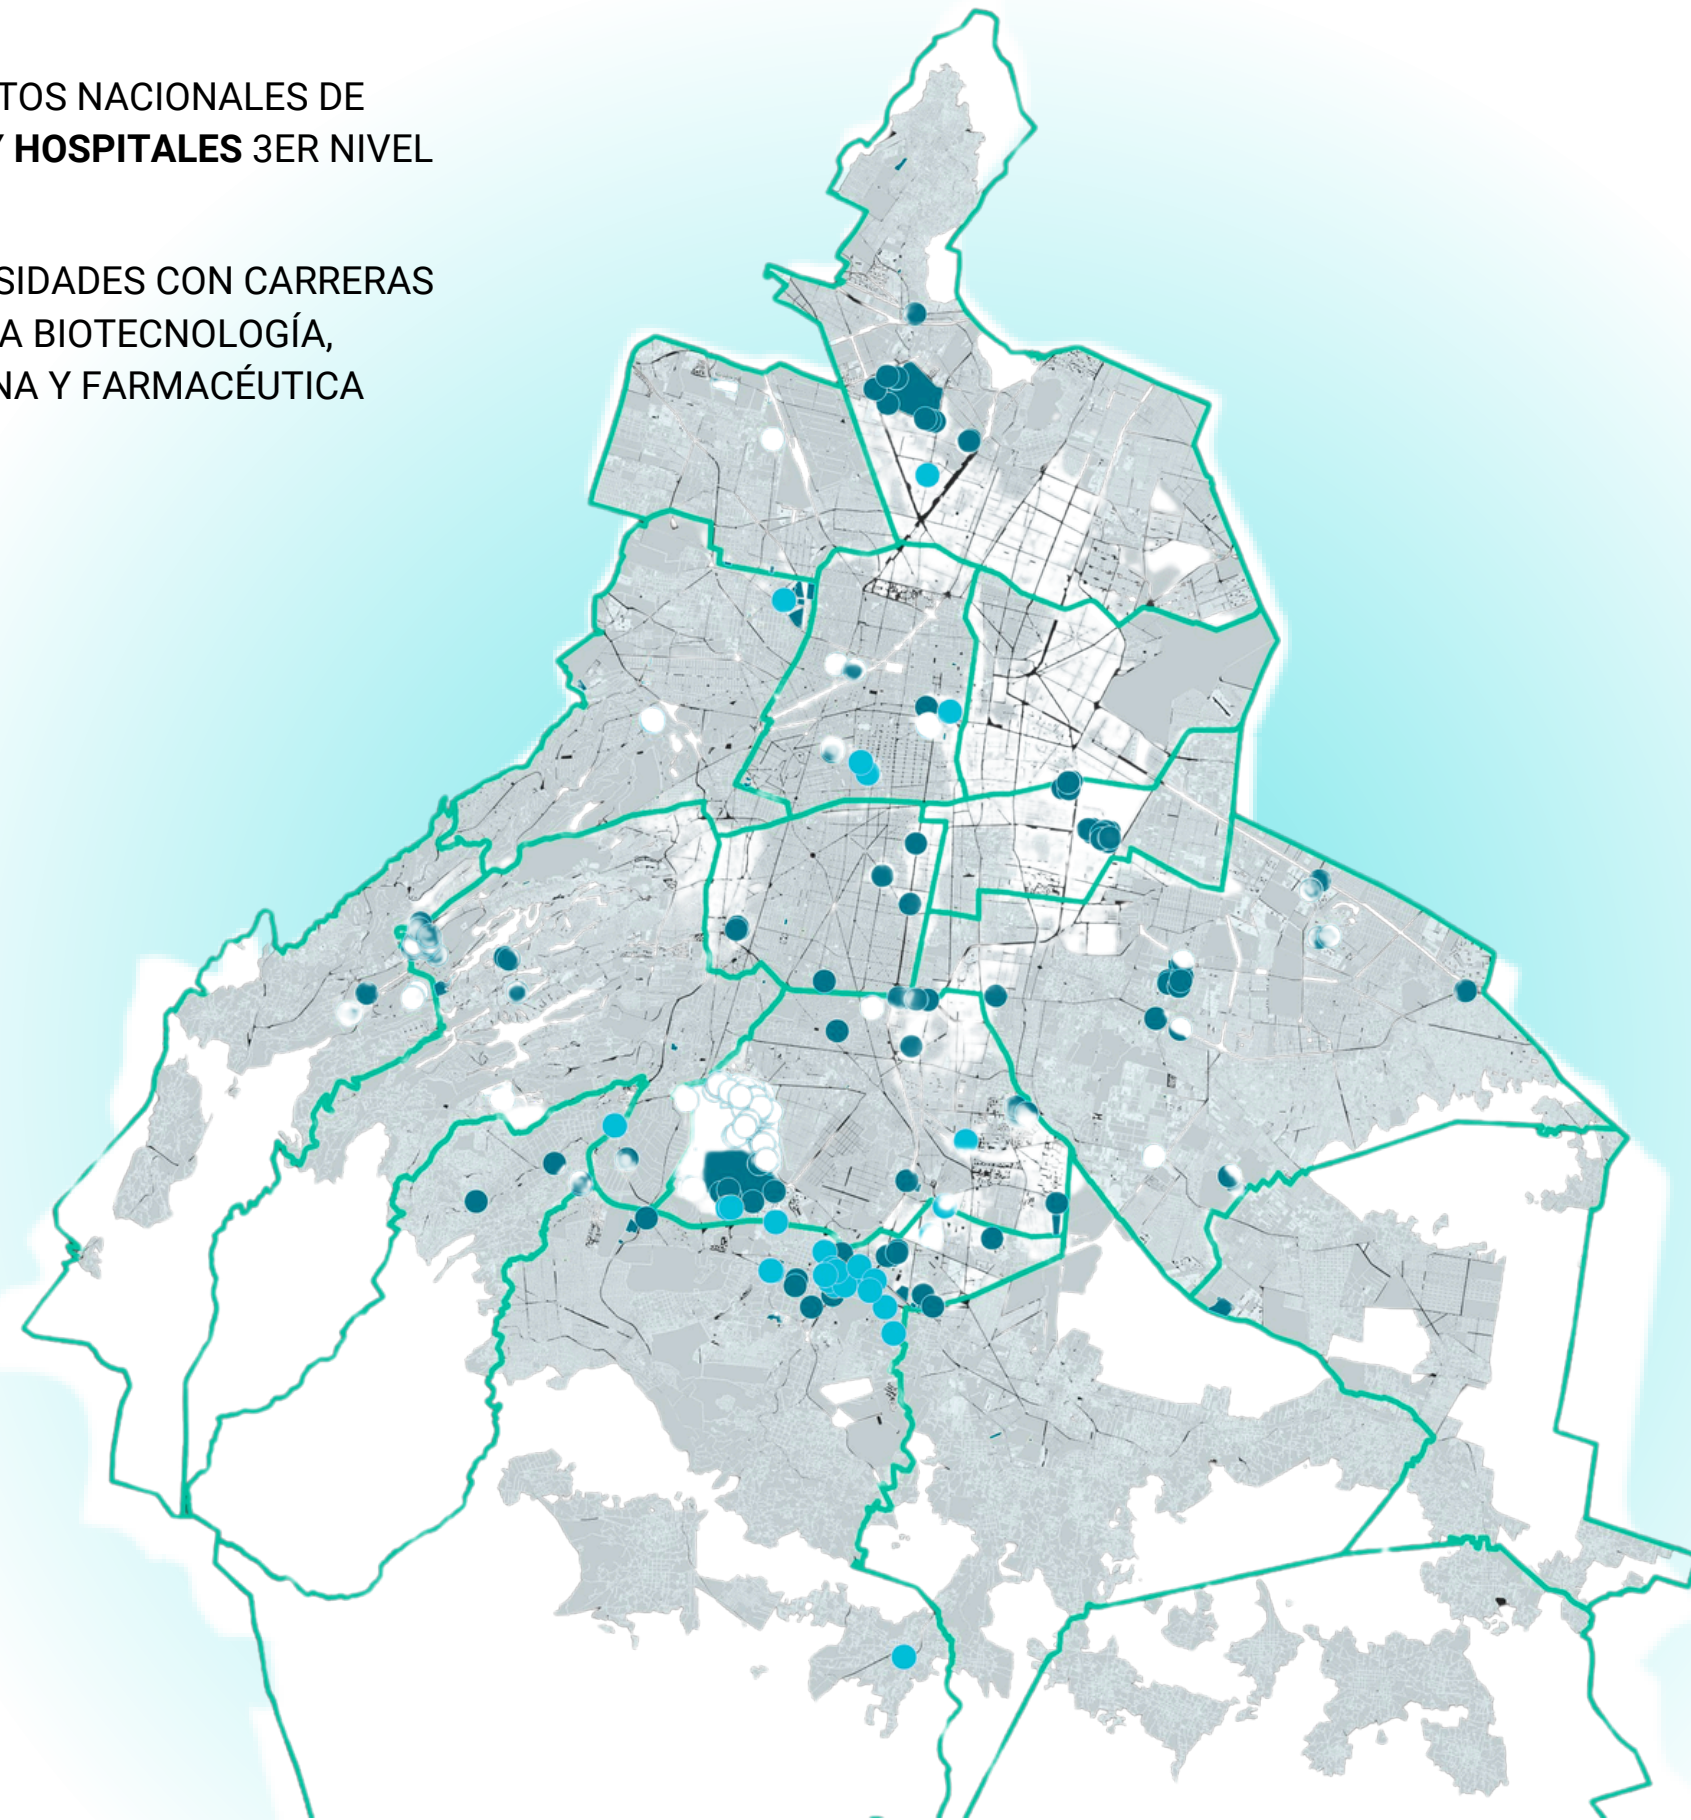 TOS NACIONALES DE
Y HOSPITALES 3ER NIVEL
SIDADES CON CARRERAS
A BIOTECNOLOGÍA,
NA Y FARMACÉUTICA